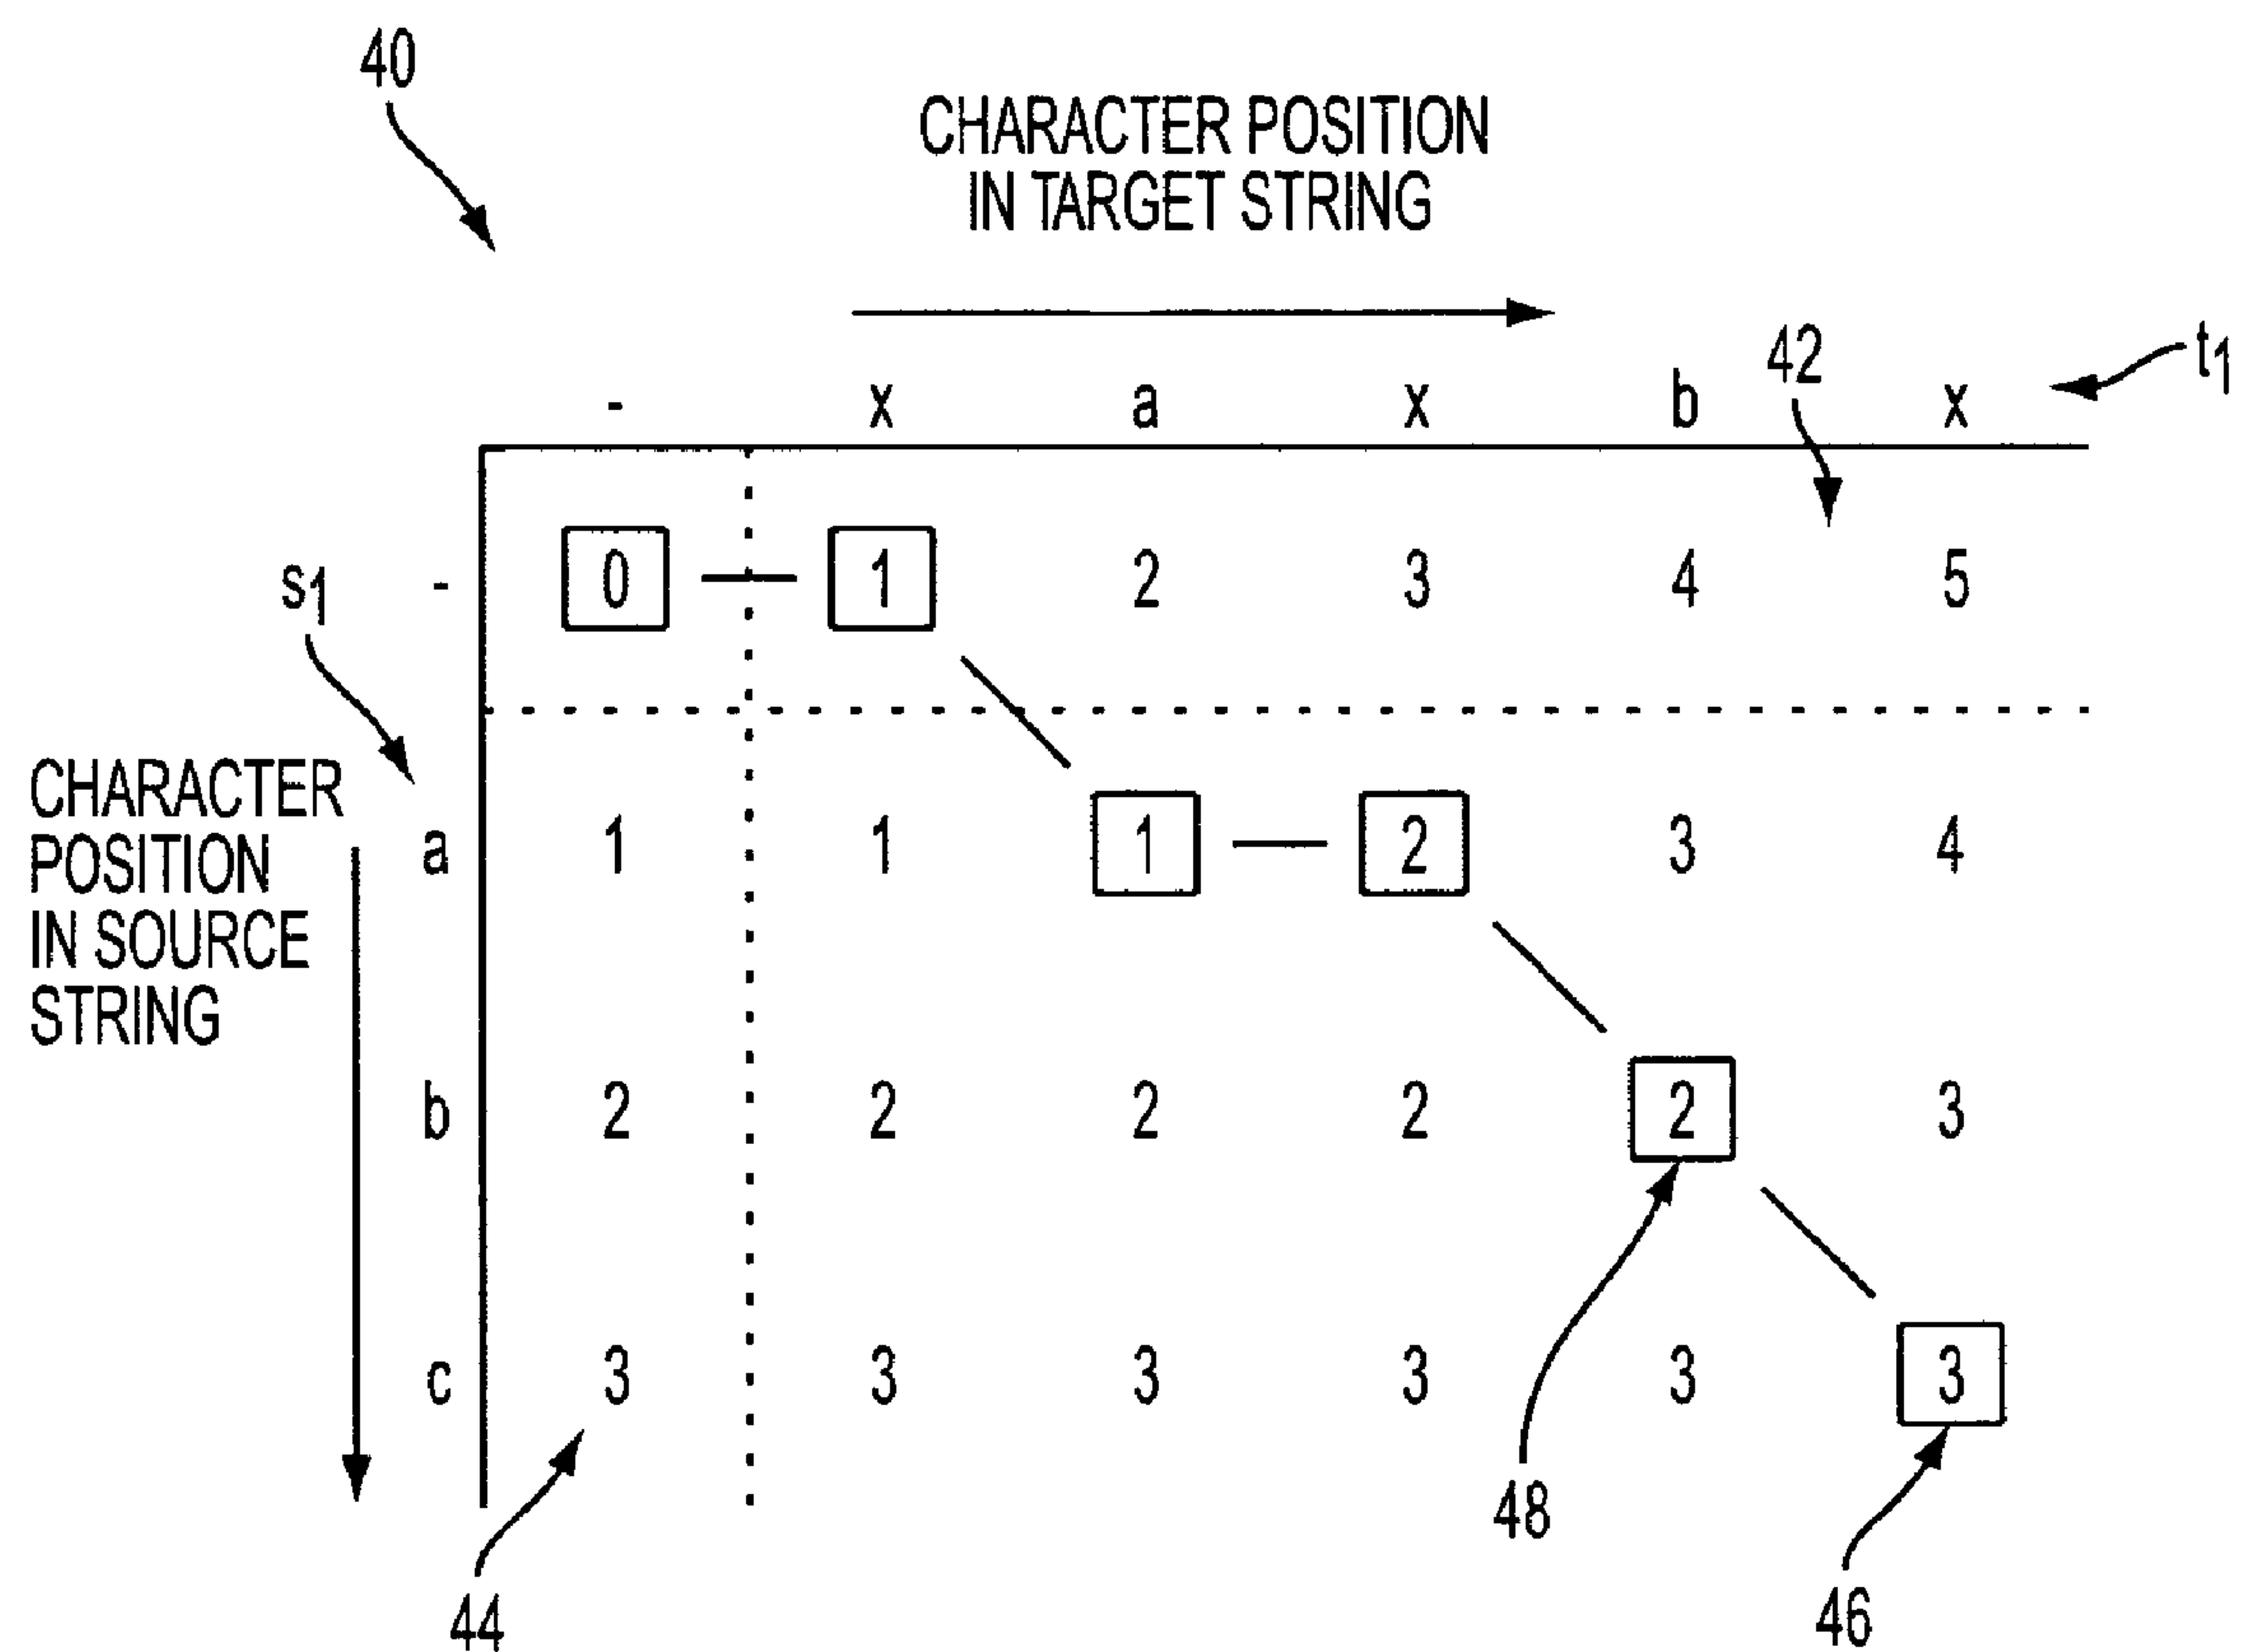 40
CHARACTER POSITION
IN TARGET STRING
42
t1
- x a x b x
s1
- 0 1 2 3 4 5
CHARACTER
POSITION
IN SOURCE
STRING
a 1 1 1 2 3 4
b 2 2 2 2 2 3
c 3 3 3 3 3 3
48
44
46